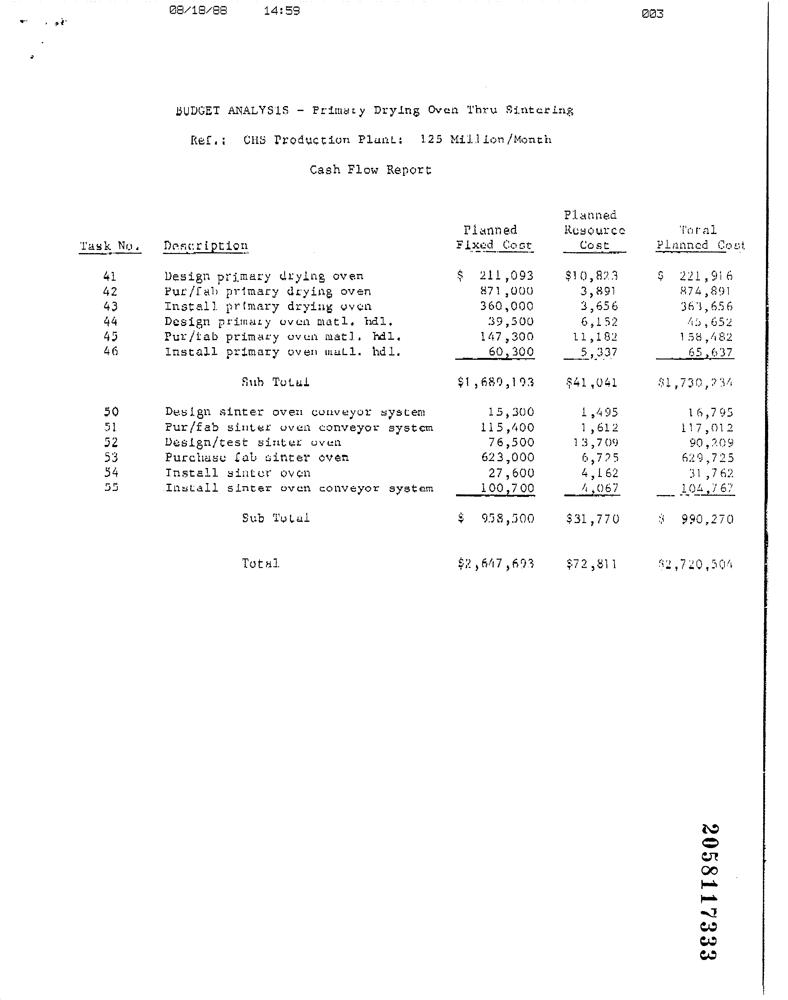 08/18/88 14:59 003
BUDGET ANALYSIS - Primary Drying Oven Thru Sintering
Ref.: CHS Production Plant: 125 Million/Month
Cash Flow Report
Planned
Planned Resource Total
Task No. Description Fixed Cost Cost Planned Cost
41 Design primary drying oven $ 211,093 $10,823 $ 221,916
42 Pur/fab primary drying oven 871,000 3,891 874,891
43 Install primary drying oven 360,000 3,656 363,656
44 Design primary oven matl. hdl. 39,500 6,152 45,652
45 Pur/fab primary oven matl. hdl. 147,300 11,182 158,482
46 Install primary oven matl. hdl. 60,300 5,337 65,637
Sub Total $1,689,193 $41,041 $1,730,234
50 Design sinter oven conveyor system 15,300 1,495 16,795
51 Pur/fab sinter oven conveyor system 115,400 1,612 117,012
52 Design/test sinter oven 76,500 13,709 90,209
53 Purchase fab sinter oven 623,000 6,725 629,725
54 Install sinter oven 27,600 4,162 31,762
55 Install sinter oven conveyor system 100,700 4,067 104,767
Sub Total $ 958,500 $31,770 $ 990,270
Total $2,647,693 $72,811 $2,720,504
2058117333